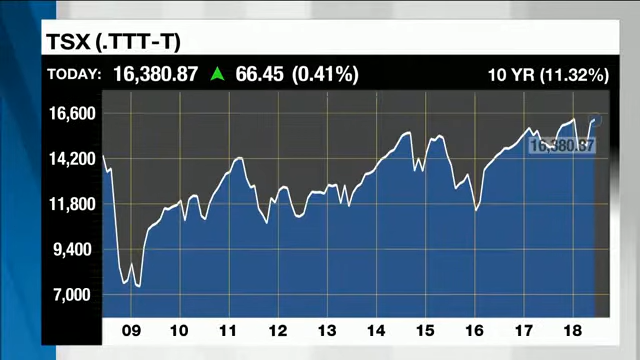 TSX (.TTT-T)
TODAY: 16,380.87 ▲ 66.45 (0.41%) 10 YR (11.32%)
16,600
14,200
11,800
9,400
7,000
16,380.87
09 10 11 12 13 14 15 16 17 18